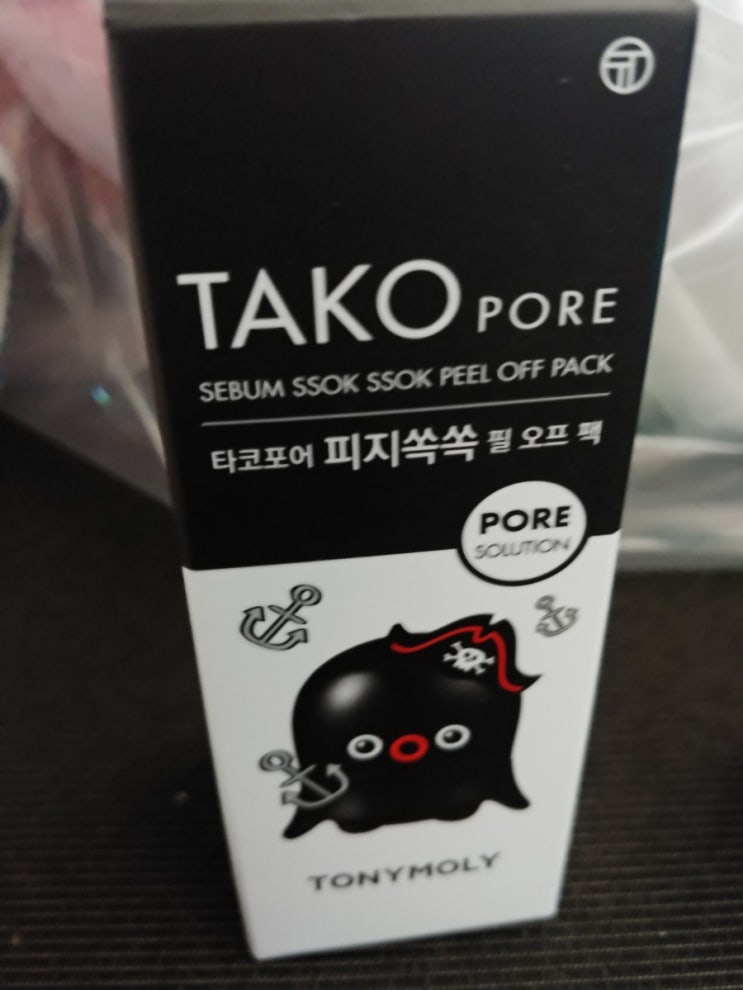 TAKO PORE
SEBUM SSOK SSOK PEEL OFF PACK
타코포어 피지쏙쏙 필 오프 팩
PORE
SOLUTION
TONYMOLY